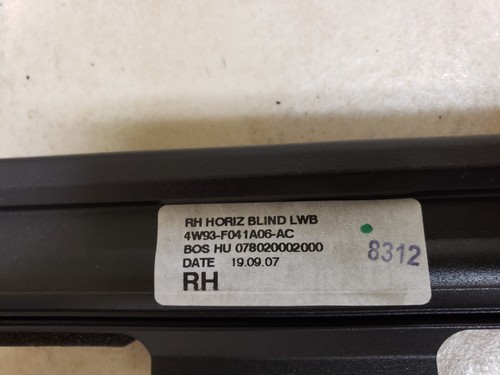 RH HORIZ BLIND LWB
4W93-F041A06-AC
BOS HU 078020002000
DATE 19.09.07
RH
8312